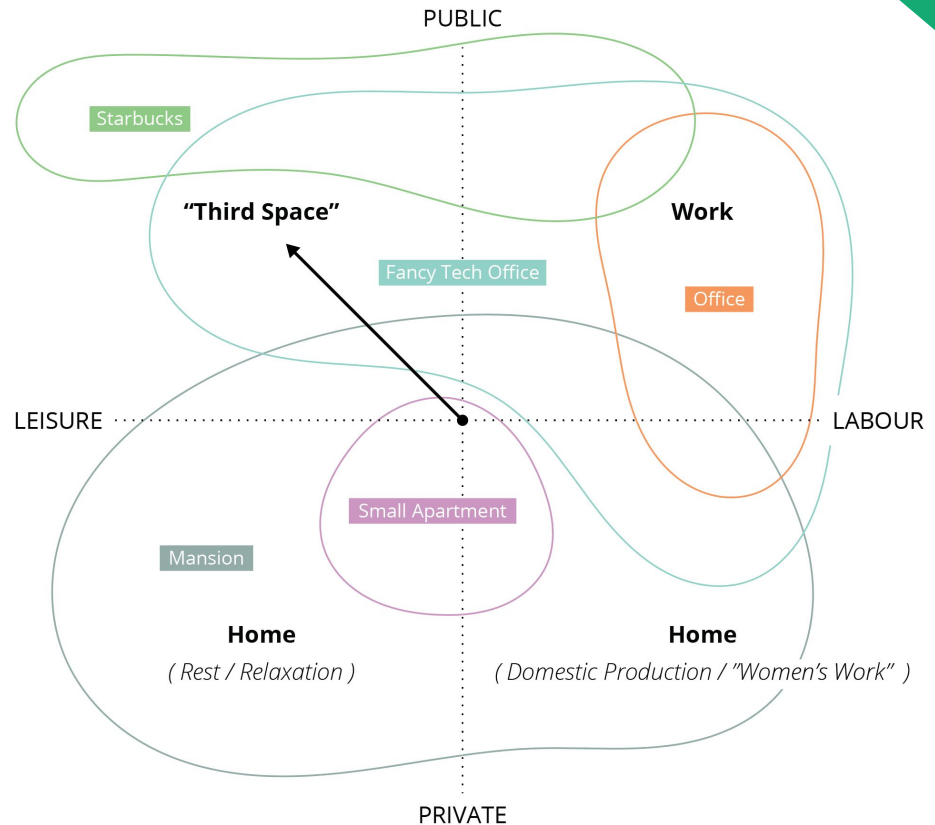 PUBLIC
Starbucks
“Third Space”
Work
Fancy Tech Office
Office
LEISURE
LABOUR
Small Apartment
Mansion
Home
Home
( Rest / Relaxation )
( Domestic Production / ”Women’s Work” )
PRIVATE